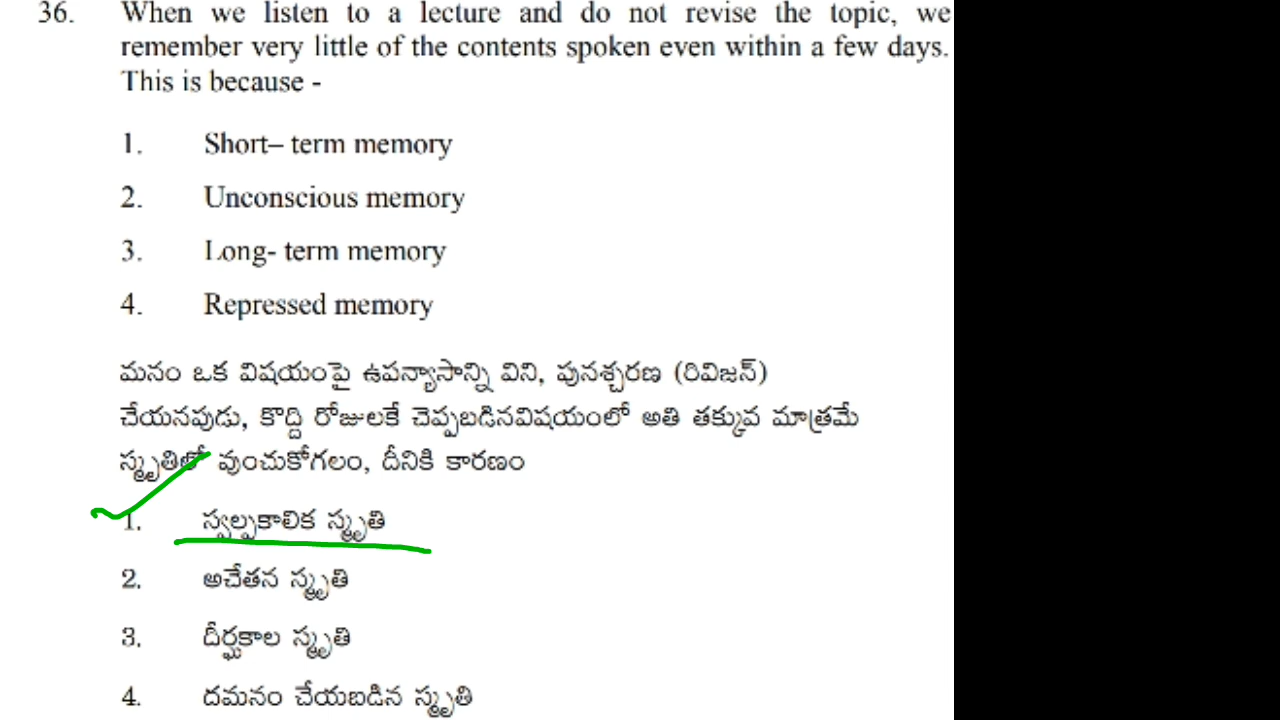 36. When we listen to a lecture and do not revise the topic, we
remember very little of the contents spoken even within a few days.
This is because -
1. Short– term memory
2. Unconscious memory
3. Long- term memory
4. Repressed memory
మనం ఒక విషయంపై ఉపన్యాసాన్ని విని, పునశ్చరణ (రివిజన్)
చేయనపుడు, కొద్ది రోజులకే చెప్పబడినవిషయంలో అతి తక్కువ మాత్రమే
స్మృతిలో వుంచుకోగలం, దీనికి కారణం
1. స్వల్పకాలిక స్మృతి
2. అచేతన స్మృతి
3. దీర్ఘకాల స్మృతి
4. దమనం చేయబడిన స్మృతి